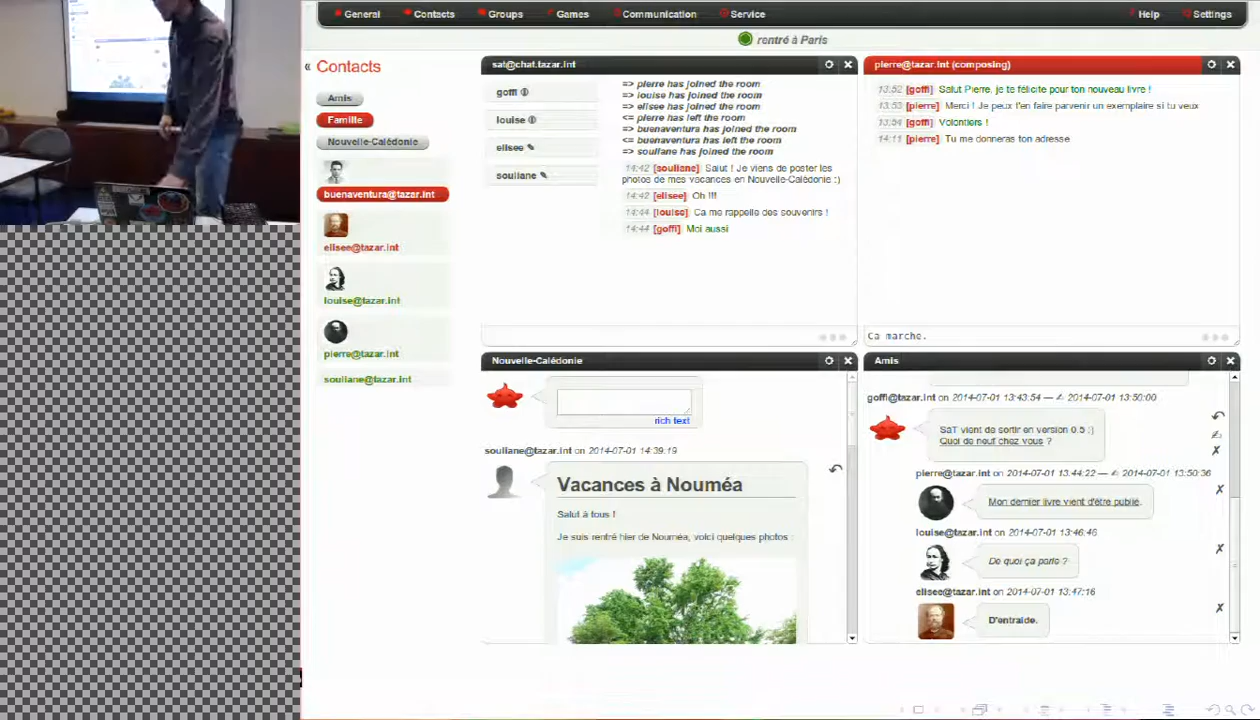 General Contacts Groups Games Communication Service Help Settings
rentré à Paris
« Contacts
Amis
Famille
Nouvelle-Calédonie
buenaventura@tazar.int
elisee@tazar.int
louise@tazar.int
pierre@tazar.int
souliane@tazar.int
sat@chat.tazar.int
goffi
louise
elisee
souliane
=> pierre has joined the room
=> louise has joined the room
=> elisee has joined the room
<= pierre has left the room
=> buenaventura has joined the room
<= buenaventura has left the room
=> souliane has joined the room
14:42 [souliane] Salut ! Je viens de poster les
photos de mes vacances en Nouvelle-Calédonie :)
14:42 [elisee] Oh !!!
14:44 [louise] Ca me rappelle des souvenirs !
14:44 [goffi] Moi aussi
pierre@tazar.int (composing)
13:52 [goffi] Salut Pierre, je te félicite pour ton nouveau livre !
13:53 [pierre] Merci ! Je peux t'en faire parvenir un exemplaire si tu veux
13:54 [goffi] Volontiers !
14:11 [pierre] Tu me donneras ton adresse
Ca marche.
Nouvelle-Calédonie
rich text
souliane@tazar.int on 2014-07-01 14:39:19
Vacances à Nouméa
Salut à tous !
Je suis rentré hier de Nouméa, voici quelques photos :
Amis
goffi@tazar.int on 2014-07-01 13:43:54 — ✍ 2014-07-01 13:50:00
SàT vient de sortir en version 0.5 :)
Quoi de neuf chez vous ?
pierre@tazar.int on 2014-07-01 13:44:22 — ✍ 2014-07-01 13:50:36
Mon dernier livre vient d'être publié.
louise@tazar.int on 2014-07-01 13:46:46
De quoi ça parle ?
elisee@tazar.int on 2014-07-01 13:47:16
D'entraide.